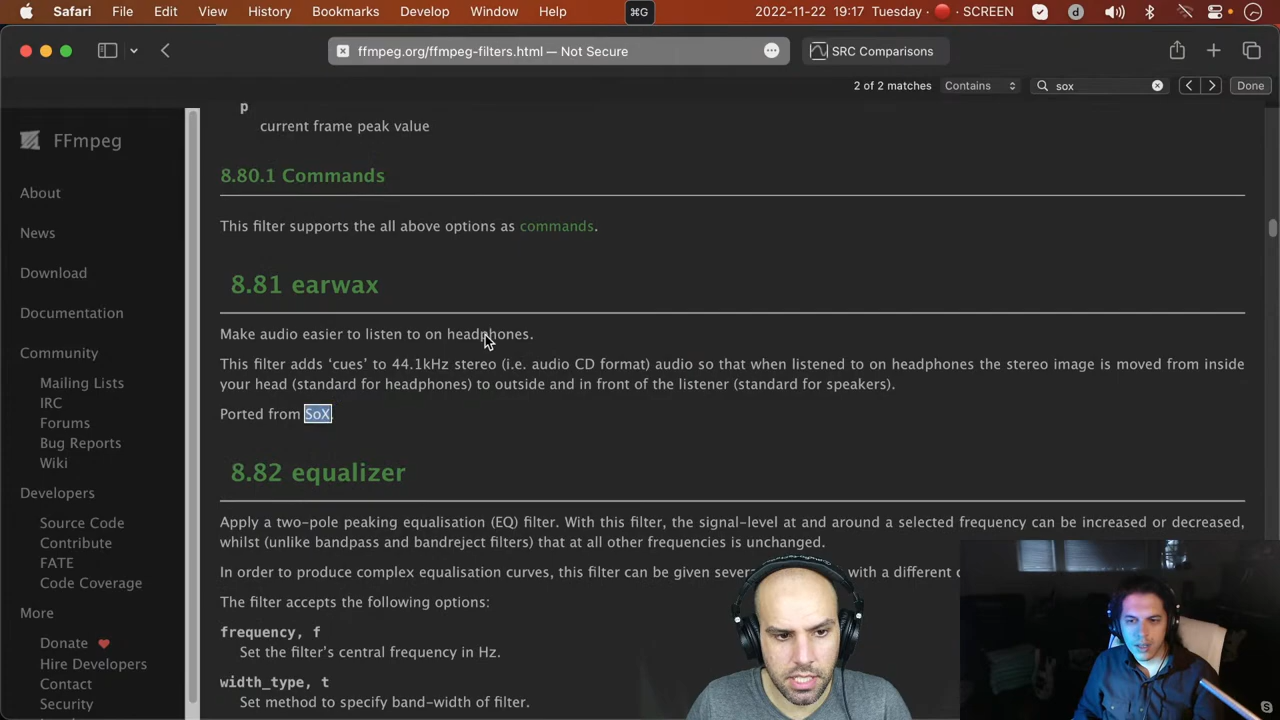 Safari File Edit View History Bookmarks Develop Window Help ⌘G 2022-11-22 19:17 Tuesday SCREEN
ffmpeg.org/ffmpeg-filters.html — Not Secure
SRC Comparisons
2 of 2 matches Contains sox Done
FFmpeg
About
News
Download
Documentation
Community
Mailing Lists
IRC
Forums
Bug Reports
Wiki
Developers
Source Code
Contribute
FATE
Code Coverage
More
Donate
Hire Developers
Contact
Security
p
current frame peak value
8.80.1 Commands
This filter supports the all above options as commands.
8.81 earwax
Make audio easier to listen to on headphones.
This filter adds ‘cues’ to 44.1kHz stereo (i.e. audio CD format) audio so that when listened to on headphones the stereo image is moved from inside
your head (standard for headphones) to outside and in front of the listener (standard for speakers).
Ported from SoX.
8.82 equalizer
Apply a two-pole peaking equalisation (EQ) filter. With this filter, the signal-level at and around a selected frequency can be increased or decreased,
whilst (unlike bandpass and bandreject filters) that at all other frequencies is unchanged.
In order to produce complex equalisation curves, this filter can be given with a different
The filter accepts the following options:
frequency, f
Set the filter’s central frequency in Hz.
width_type, t
Set method to specify band-width of filter.